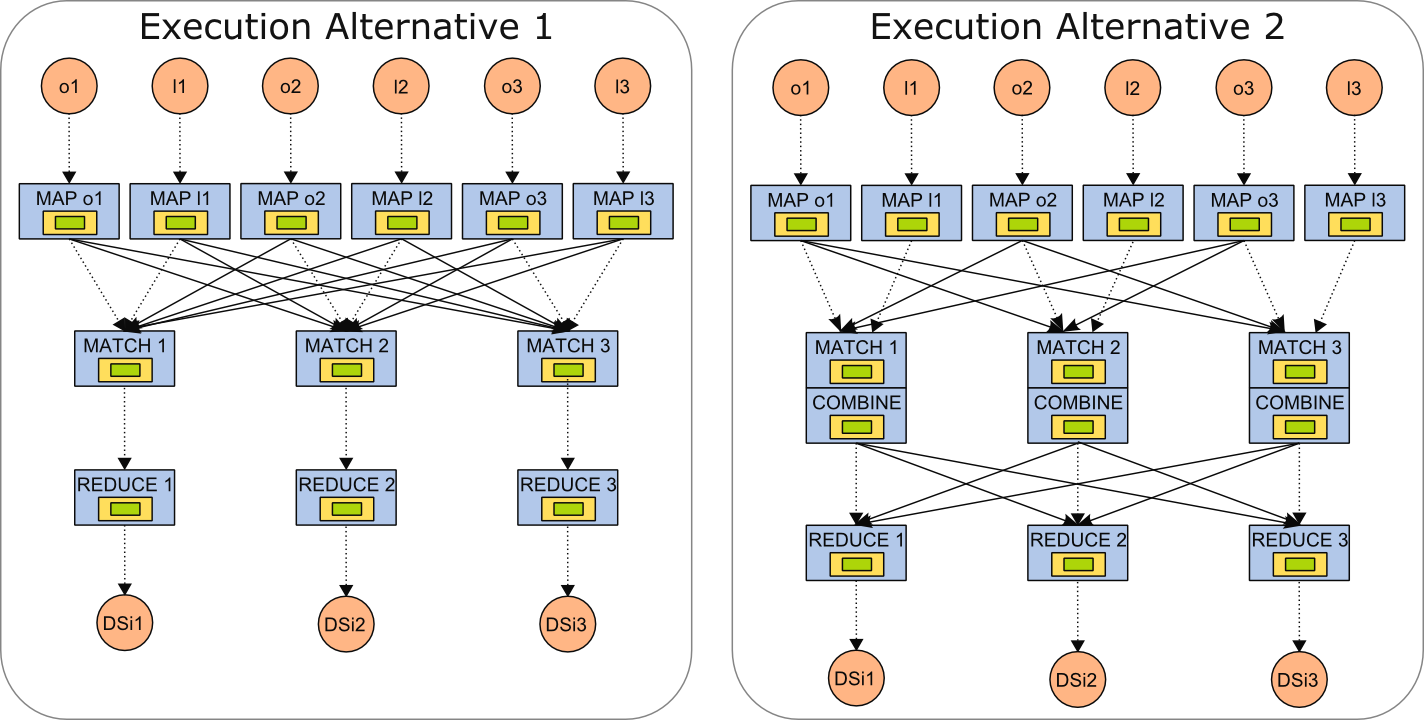 Execution Alternative 1
o1 l1 o2 l2 o3 l3
MAP o1 MAP l1 MAP o2 MAP l2 MAP o3 MAP l3
MATCH 1 MATCH 2 MATCH 3
REDUCE 1 REDUCE 2 REDUCE 3
DSi1 DSi2 DSi3
Execution Alternative 2
o1 l1 o2 l2 o3 l3
MAP o1 MAP l1 MAP o2 MAP l2 MAP o3 MAP l3
MATCH 1 MATCH 2 MATCH 3
COMBINE COMBINE COMBINE
REDUCE 1 REDUCE 2 REDUCE 3
DSi1 DSi2 DSi3